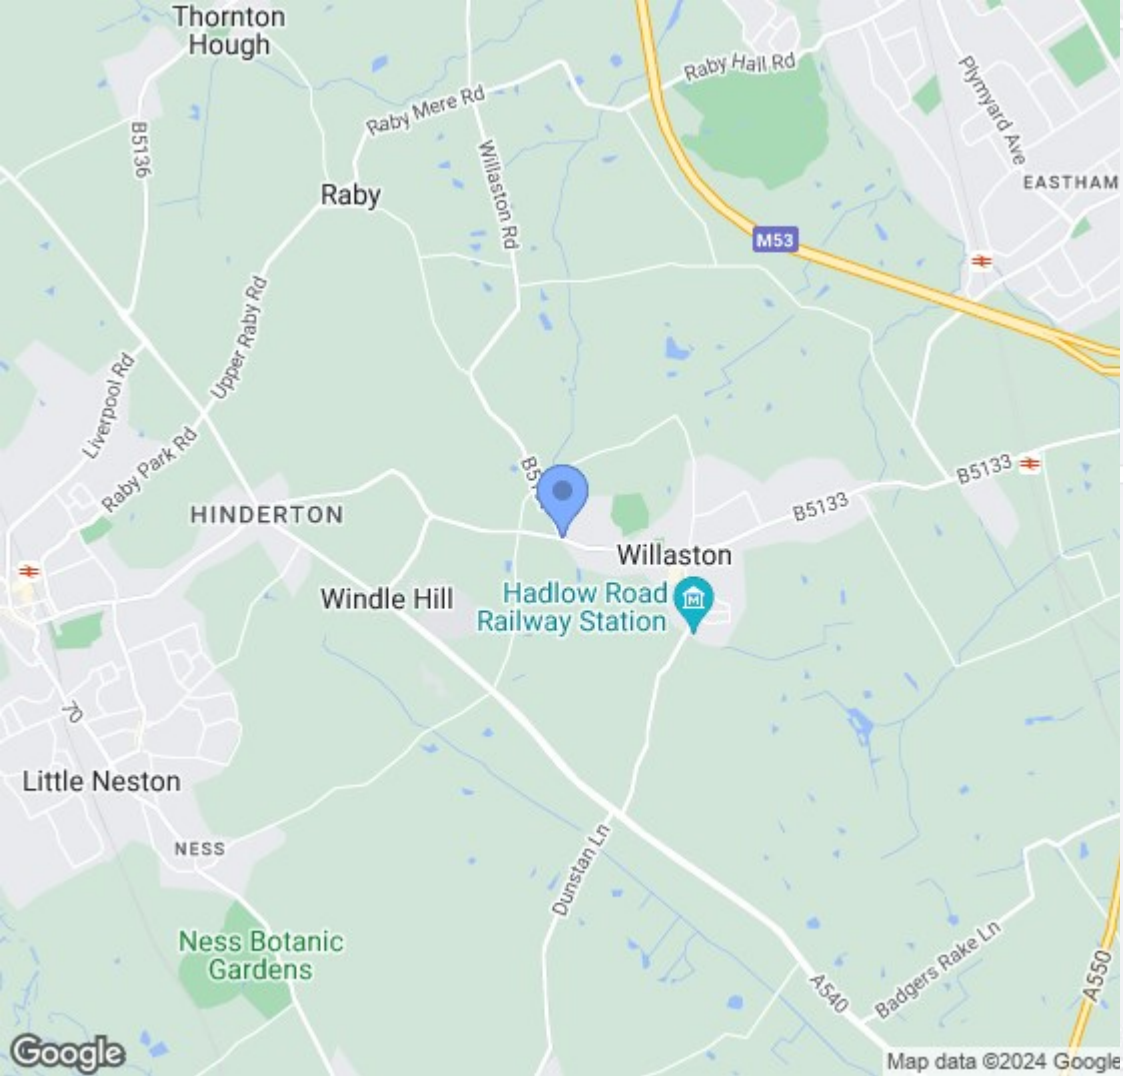 Thornton
Hough
Raby Hall Rd
Plymyard Ave
Raby Mere Rd
B5136
Willaston Rd
EASTHAM
Raby
M53
Upper Raby Rd
Liverpool Rd
Raby Park Rd
B5133
B5133
HINDERTON
Willaston
Windle Hill
Hadlow Road
Railway Station
70
Little Neston
NESS
Dunstan Ln
Ness Botanic
Gardens
Badgers Rake Ln
A550
A540
Google
Map data ©2024 Google